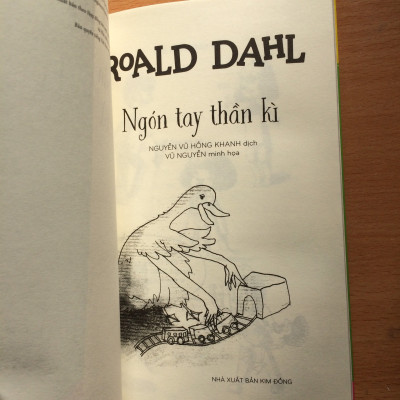 ROALD DAHL
Ngón tay thần kì
NGUYỄN VŨ HỒNG KHANH dịch
VŨ NGUYỄN minh họa
NHÀ XUẤT BẢN KIM ĐỒNG